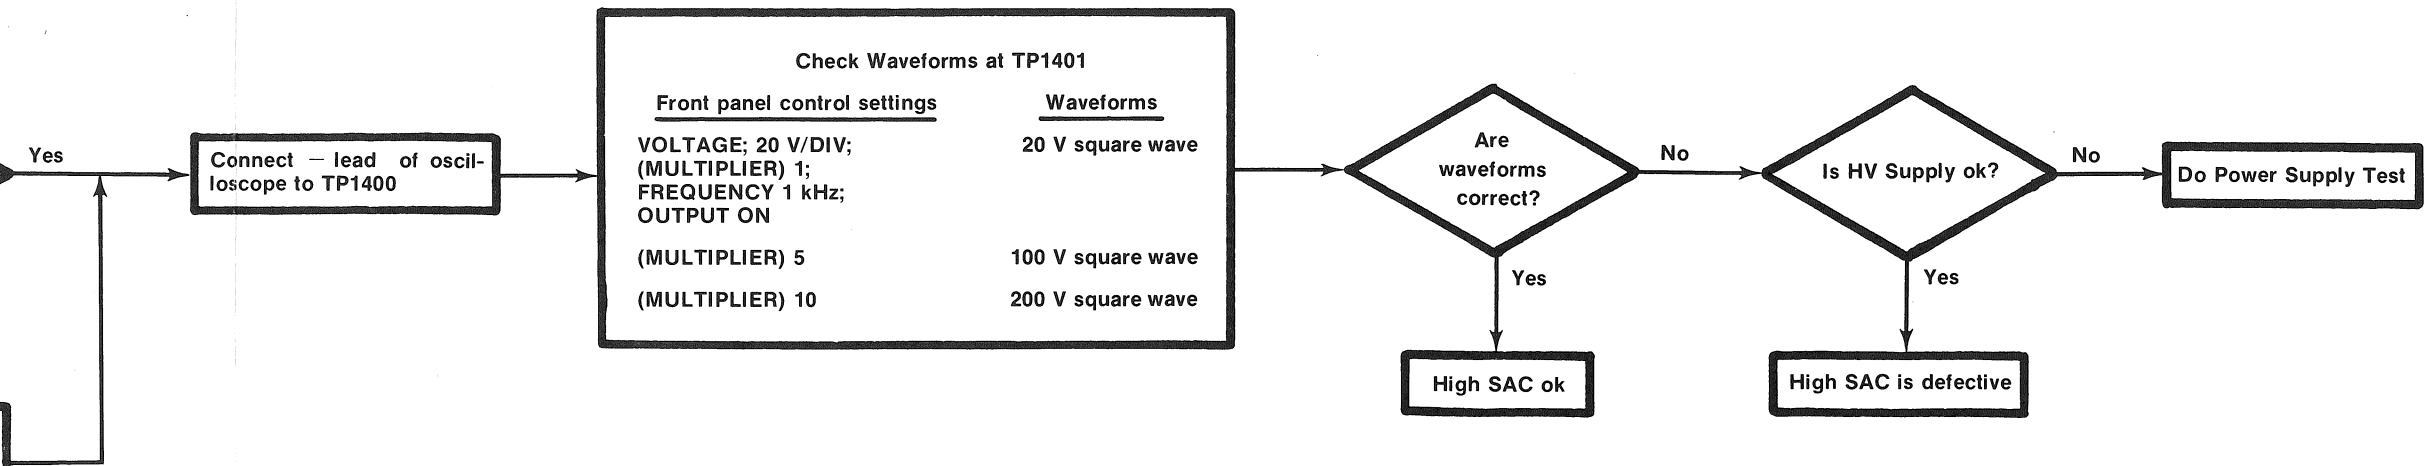 Yes
Connect — lead of oscil-
loscope to TP1400
Check Waveforms at TP1401
Front panel control settings Waveforms
VOLTAGE; 20 V/DIV; 20 V square wave
(MULTIPLIER) 1;
FREQUENCY 1 kHz;
OUTPUT ON
(MULTIPLIER) 5 100 V square wave
(MULTIPLIER) 10 200 V square wave
Are
waveforms
correct?
No
Yes
High SAC ok
Is HV Supply ok?
No
Yes
High SAC is defective
Do Power Supply Test